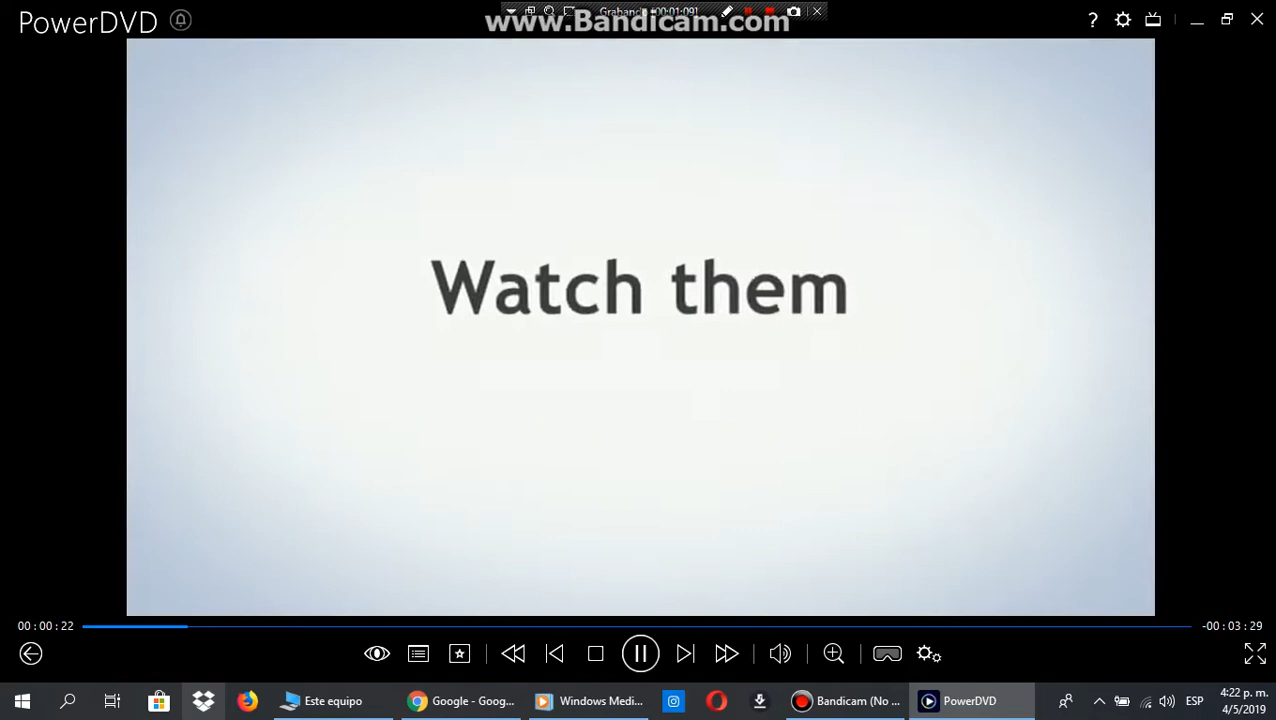 PowerDVD
www.Bandicam.com
?
Watch them
00:00:22
-00:03:29
Este equipo
Google - Goog...
Windows Medi...
Bandicam (No ...
PowerDVD
ESP
4:22 p. m.
4/5/2019